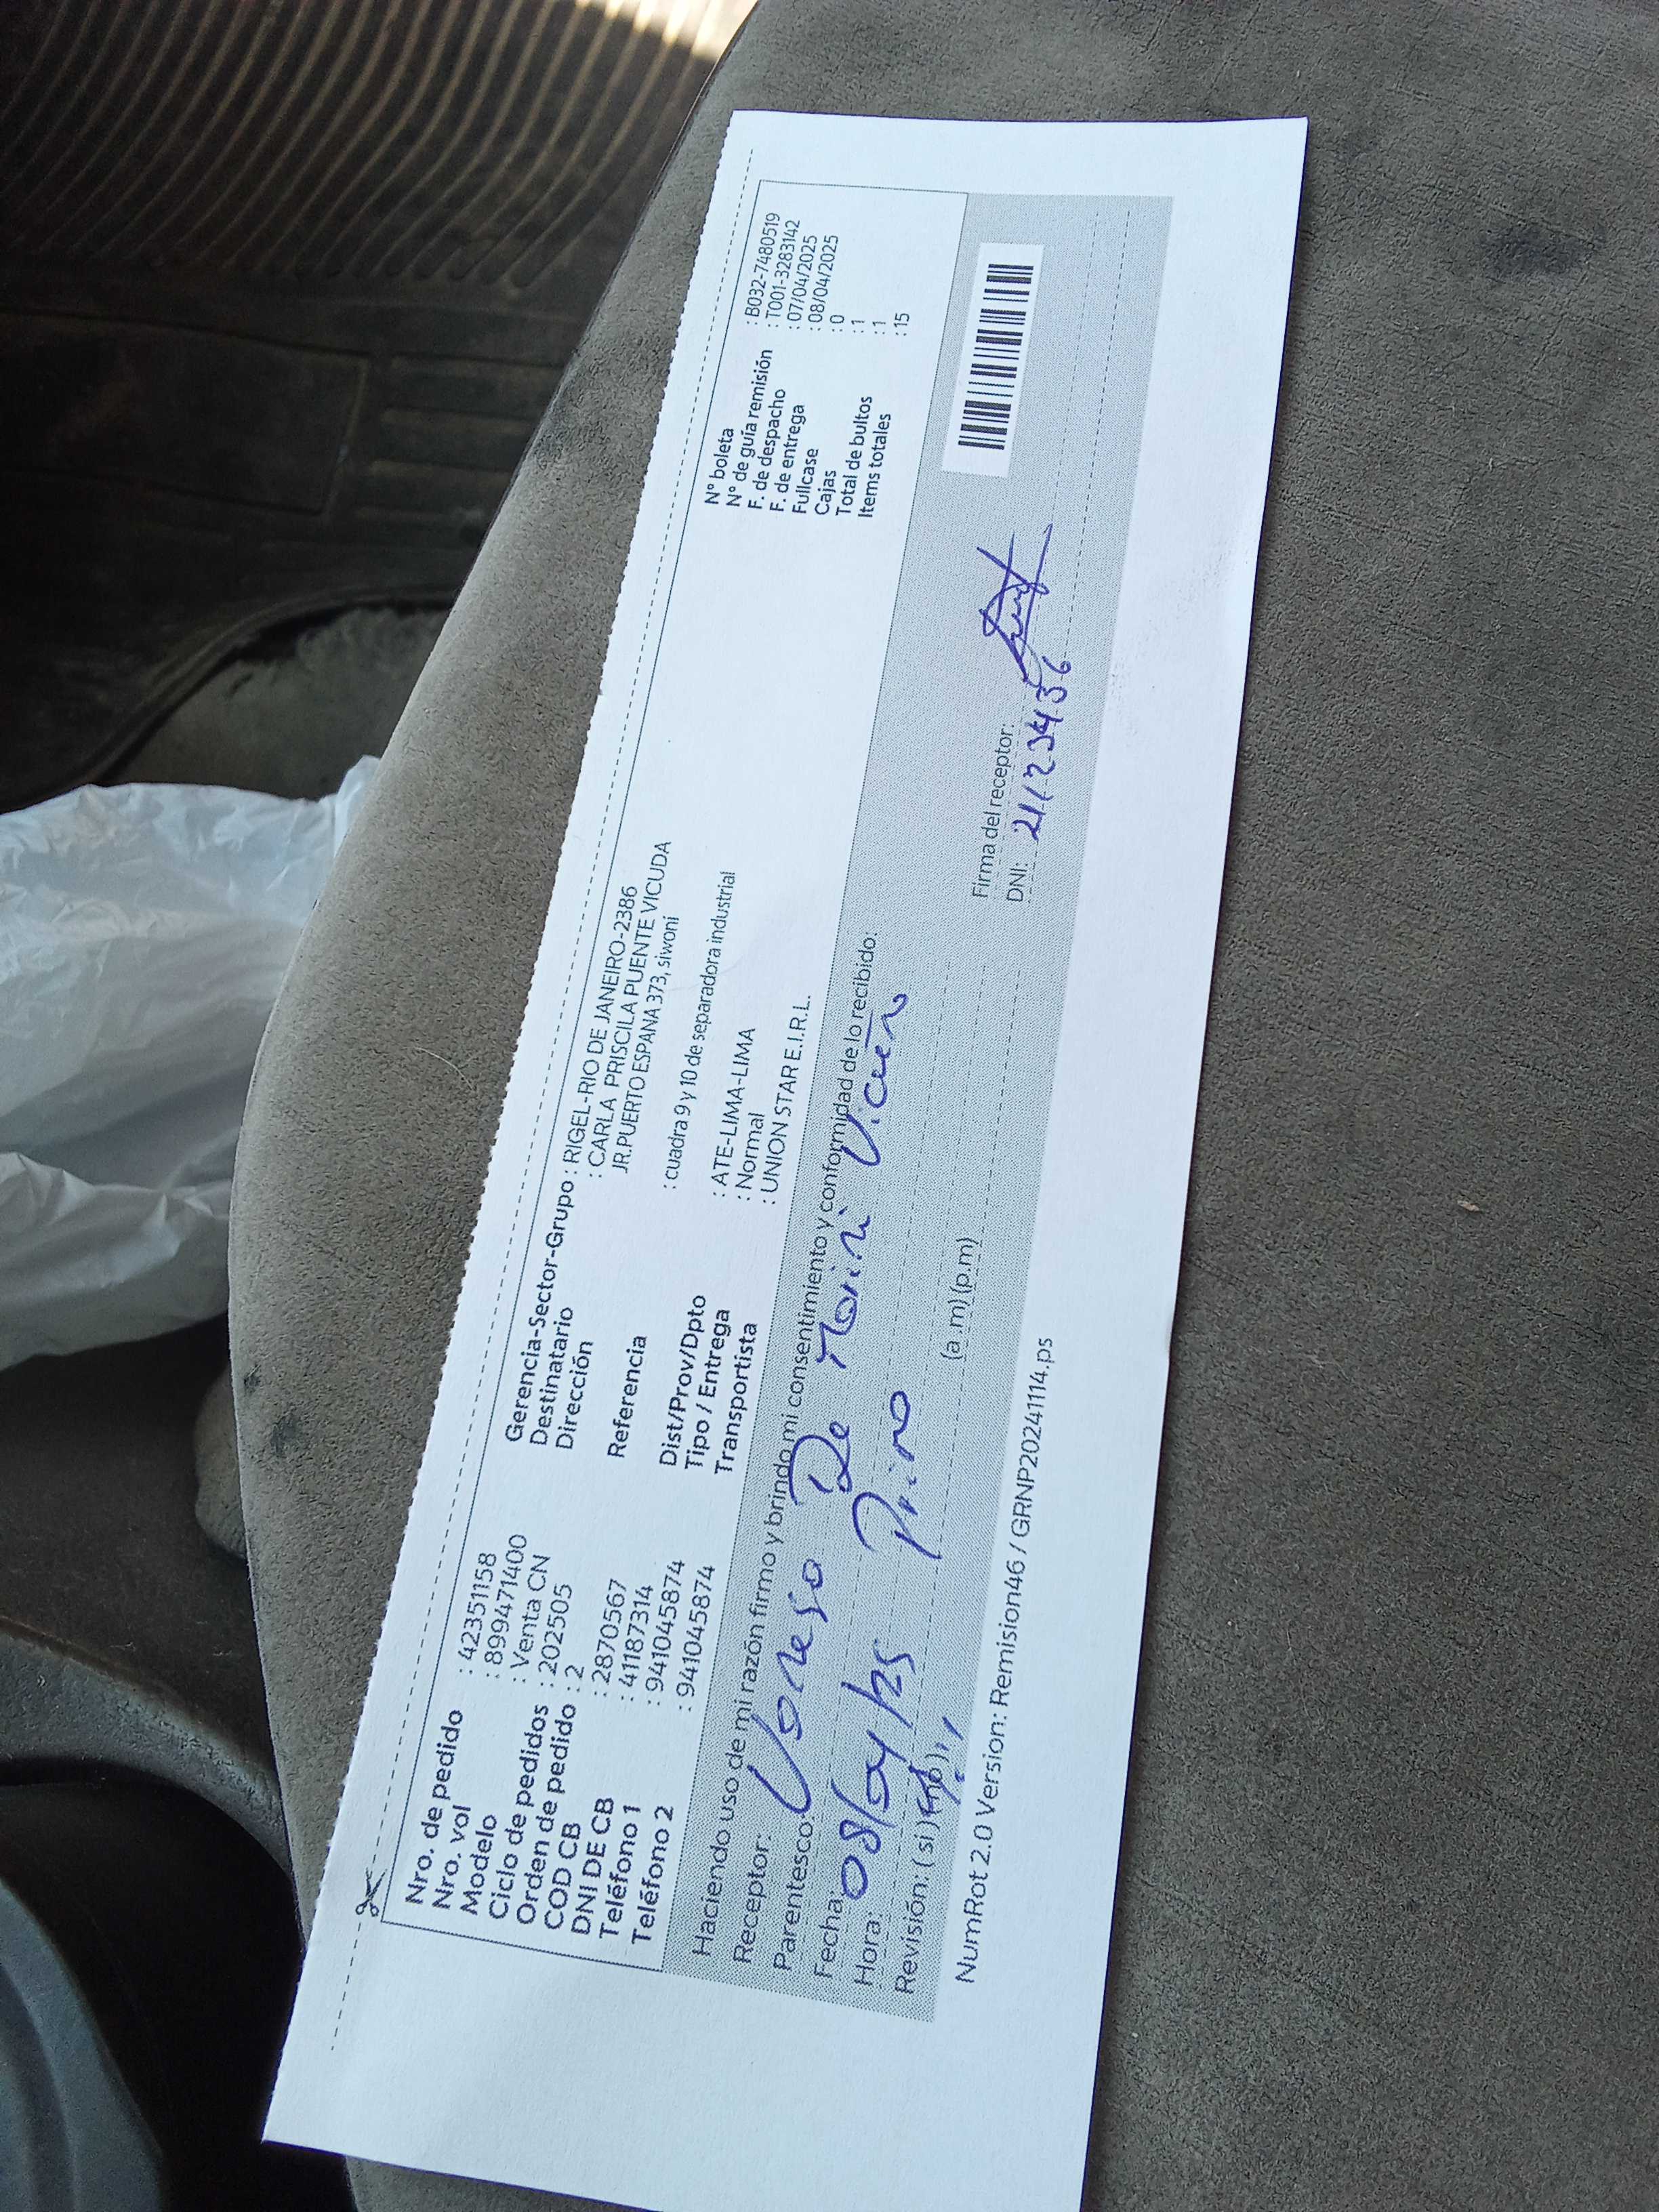 Nro. de pedido : 42351158
Nro. vol : 89947 1400
Modelo : Venta CN
Ciclo de pedidos : 202505
Orden de pedido : 2
COD CB : 2870567
DNI DE CB : 41187314
Teléfono 1 : 941045874
Teléfono 2 : 941045874
Gerencia-Sector-Grupo : RIGEL-RIO DE JANEIRO-2386
Destinatario : CARLA PRISCILA PUENTE VICUDA
Dirección JR.PUERTO ESPANA 373, siwoni
Referencia : cuadra 9 y 10 de separadora industrial
Dist/Prov/Dpto : ATE-LIMA-LIMA
Tipo / Entrega : Normal
Transportista : UNION STAR E.I.R.L.
N° boleta : B032-7480519
N° de guía remisión : T001-3283142
F. de despacho : 07/04/2025
F. de entrega : 08/04/2025
Fullcase : 0
Cajas : 1
Total de bultos : 1
Items totales : 15
Haciendo uso de mi razón firmo y brindo mi consentimiento y conformidad de lo recibido:
Receptor: De
Parentesco:
Fecha: 08/04/25
Hora: (a.m) (p.m)
Revisión: ( si ) ( no )
Firma del receptor:
DNI:
NumRot 2.0 Version: Remision46 / GRNP20241114.ps